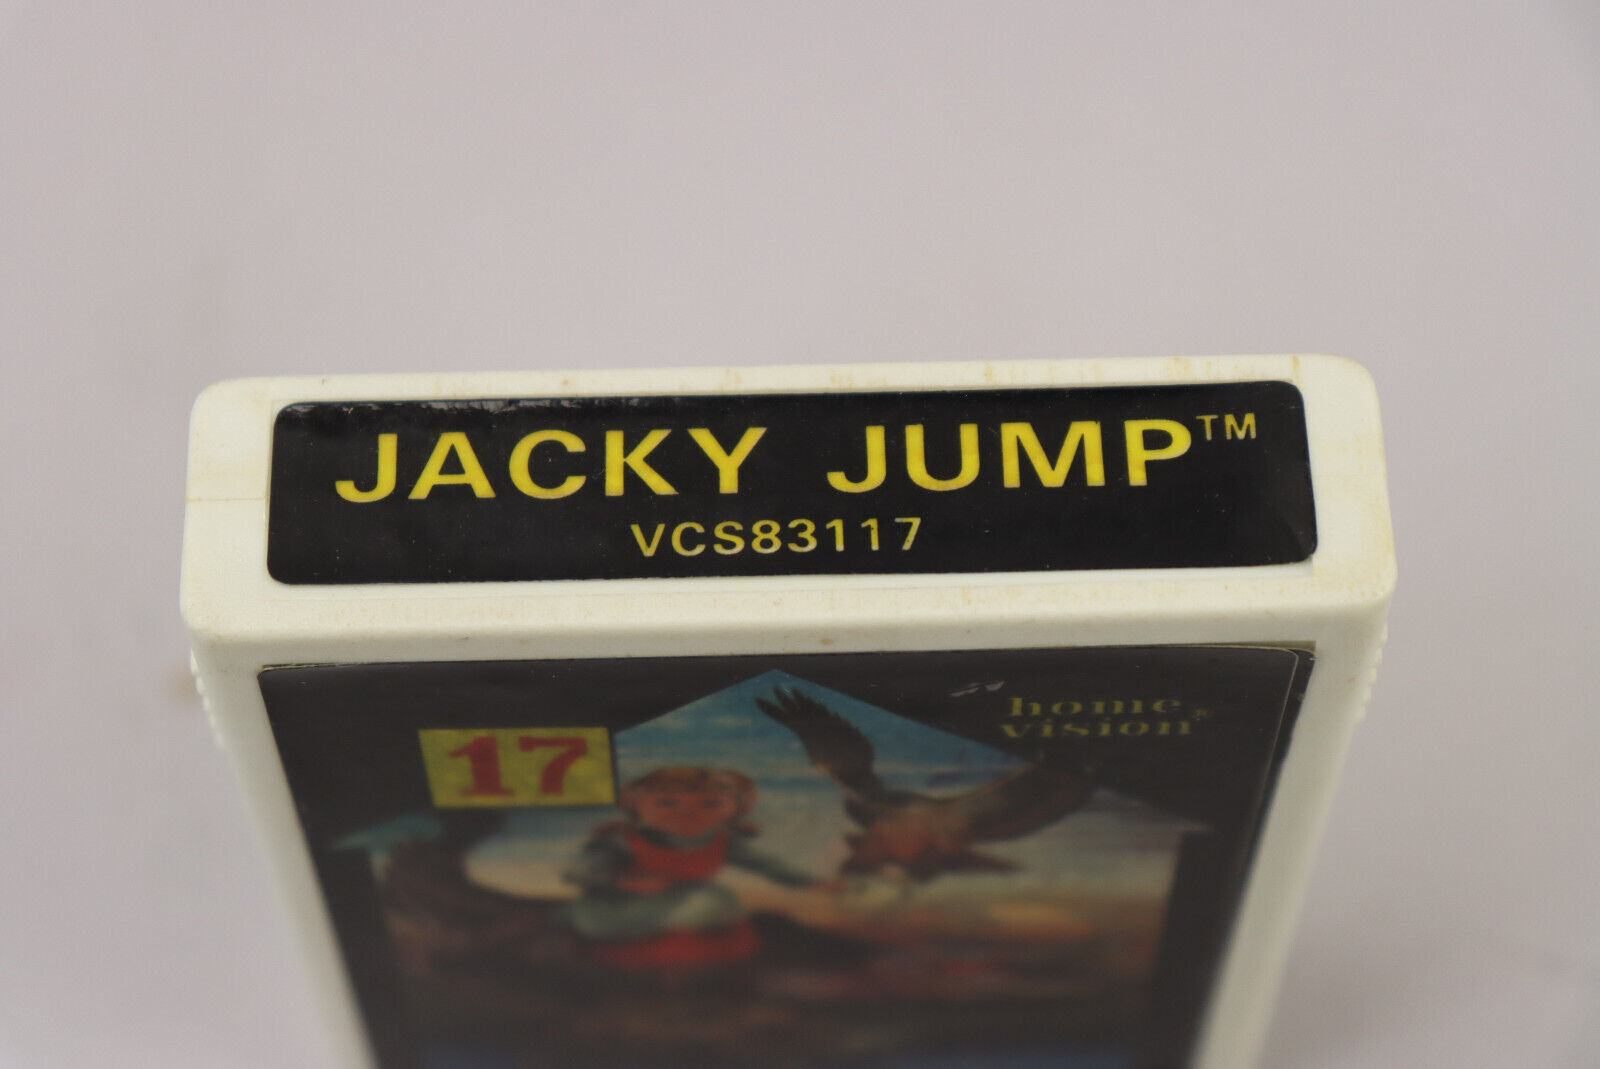 JACKY JUMP™
VCS83117
17
home
vision